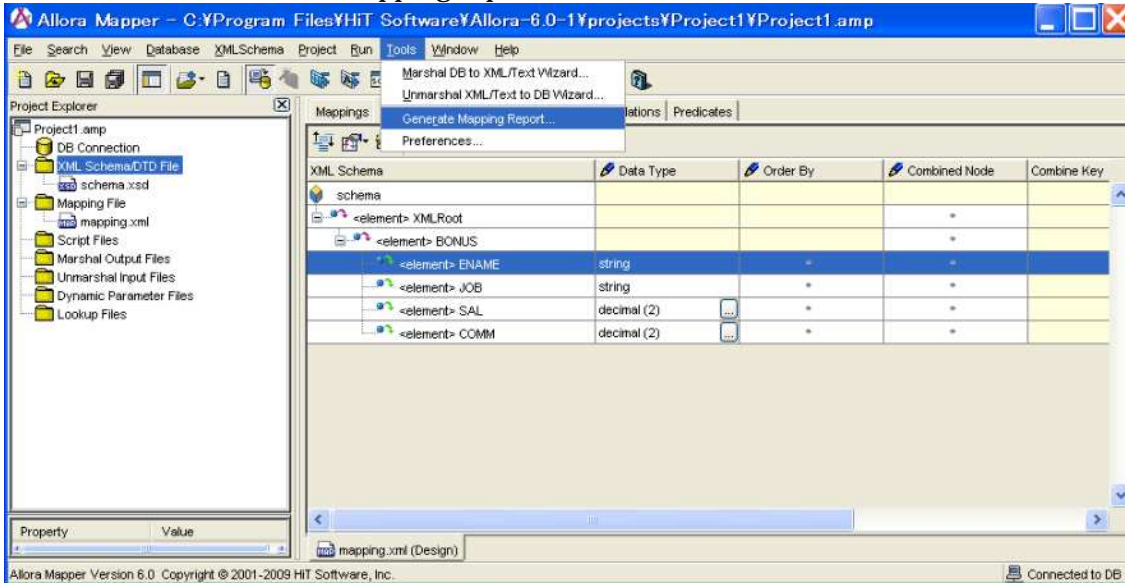 Allora Mapper - C:¥Program Files¥HiT Software¥Allora-6.0-1¥projects¥Project1¥Project1.amp
File Search View Database XMLSchema Project Run Tools Window Help
Marshal DB to XML/Text Wizard...
Unmarshal XML/Text to DB Wizard...
Generate Mapping Report...
Preferences...
Project Explorer
Project1.amp
DB Connection
XML Schema/DTD File
schema.xsd
Mapping File
mapping.xml
Script Files
Marshal Output Files
Unmarshal Input Files
Dynamic Parameter Files
Lookup Files
Property Value
Mappings lations Predicates
XML Schema Data Type Order By Combined Node Combine Key
schema
<element> XMLRoot
<element> BONUS
<element> ENAME string
<element> JOB string
<element> SAL decimal (2) ...
<element> COMM decimal (2) ...
mapping.xml (Design)
Allora Mapper Version 6.0 Copyright © 2001-2009 HiT Software, Inc. Connected to DB